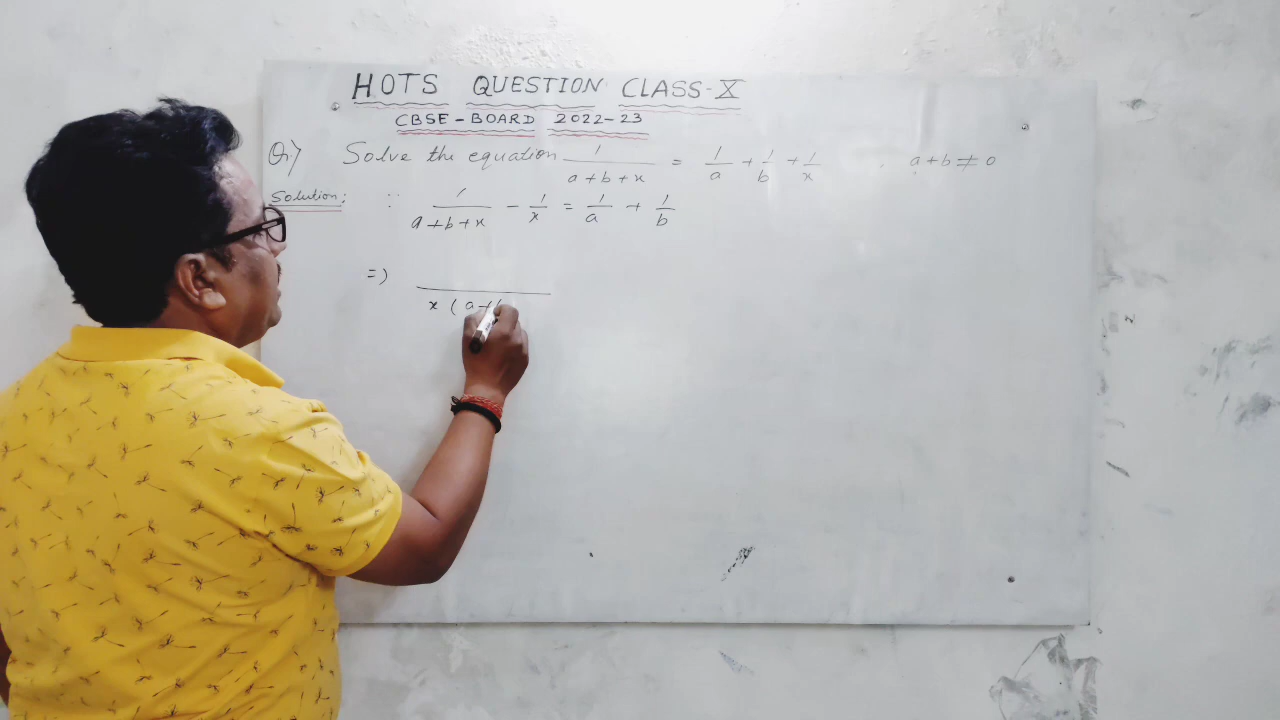 HOTS QUESTION CLASS-X
CBSE-BOARD 2022-23
Q1) Solve the equation 1/(a+b+x) = 1/a + 1/b + 1/x , a+b≠0
Solution: ∵ 1/(a+b+x) - 1/x = 1/a + 1/b
=) x(a+b